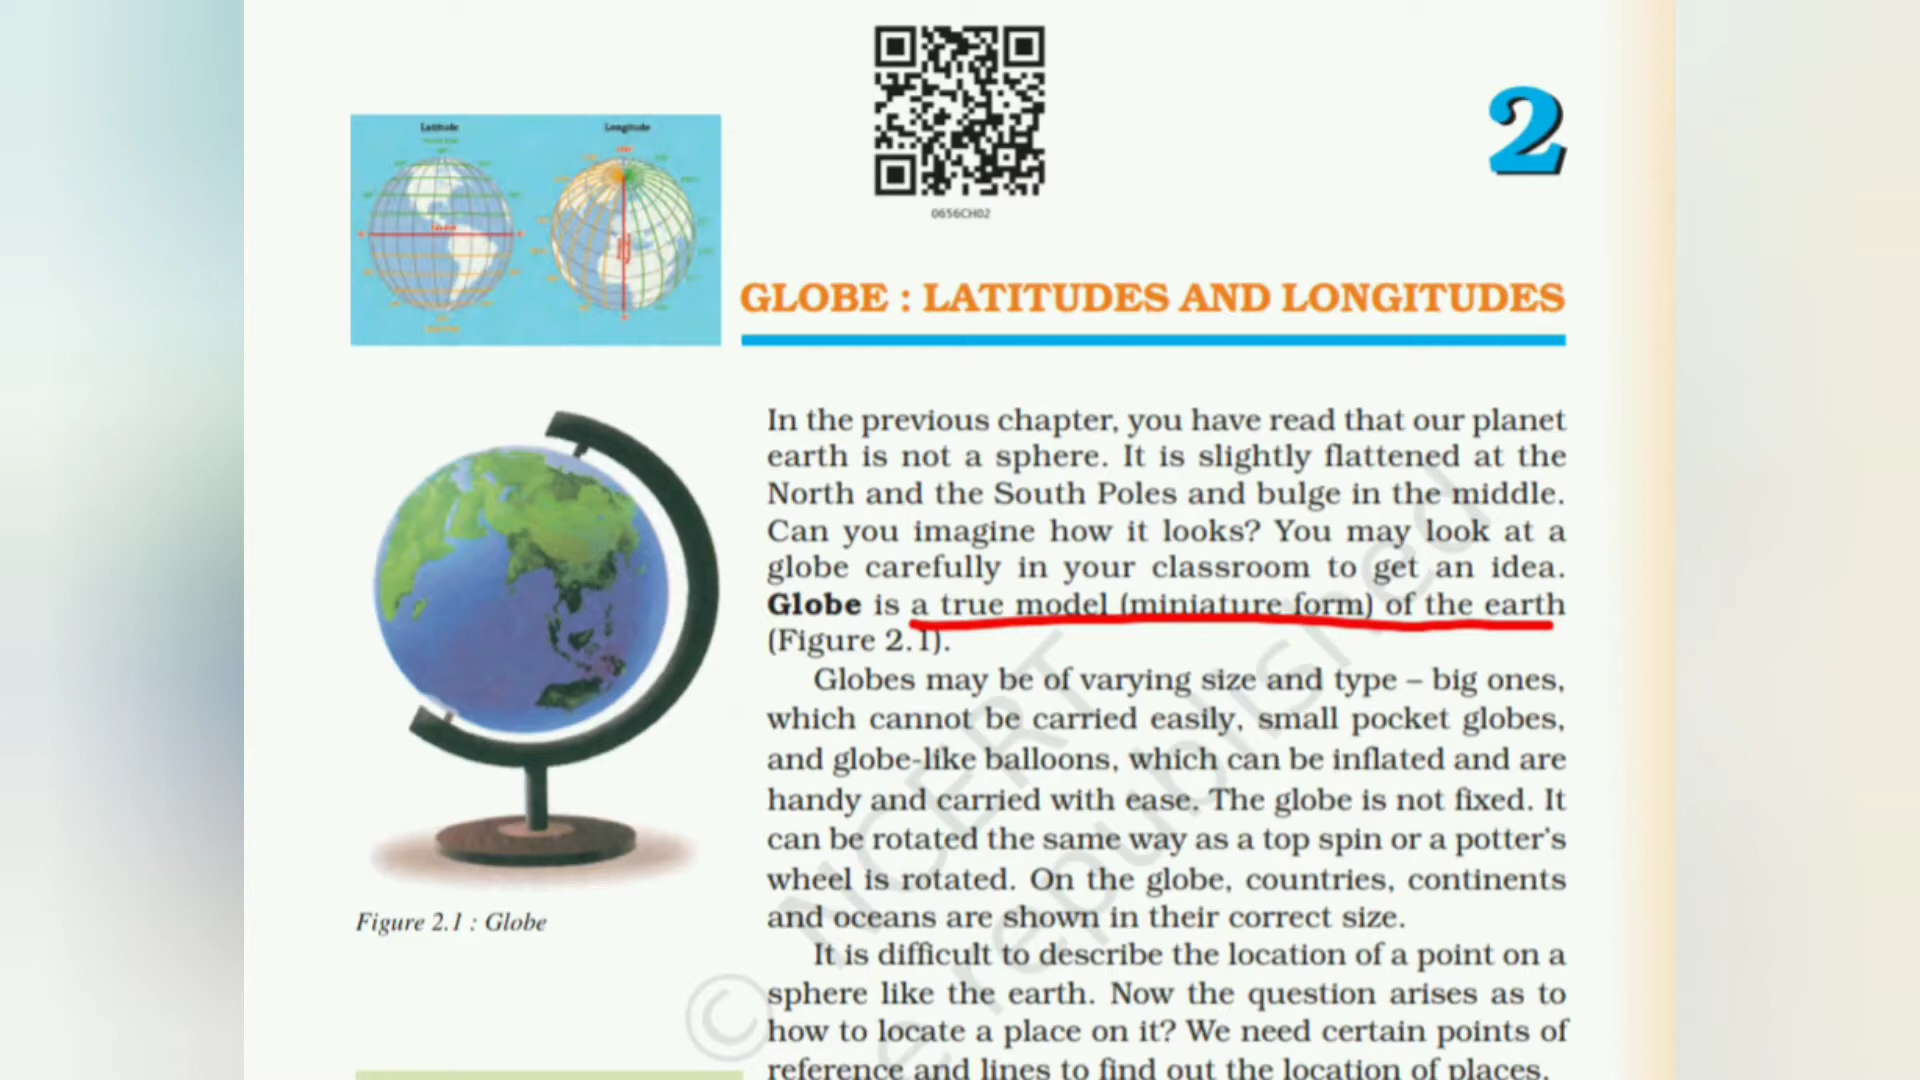 Latitude
Longitude
0656CH02
2
GLOBE : LATITUDES AND LONGITUDES
In the previous chapter, you have read that our planet
earth is not a sphere. It is slightly flattened at the
North and the South Poles and bulge in the middle.
Can you imagine how it looks? You may look at a
globe carefully in your classroom to get an idea.
Globe is a true model (miniature form) of the earth
(Figure 2.1).
Globes may be of varying size and type – big ones,
which cannot be carried easily, small pocket globes,
and globe-like balloons, which can be inflated and are
handy and carried with ease. The globe is not fixed. It
can be rotated the same way as a top spin or a potter's
wheel is rotated. On the globe, countries, continents
and oceans are shown in their correct size.
It is difficult to describe the location of a point on a
sphere like the earth. Now the question arises as to
how to locate a place on it? We need certain points of
reference and lines to find out the location of places.
Figure 2.1 : Globe
© NCERT
republished